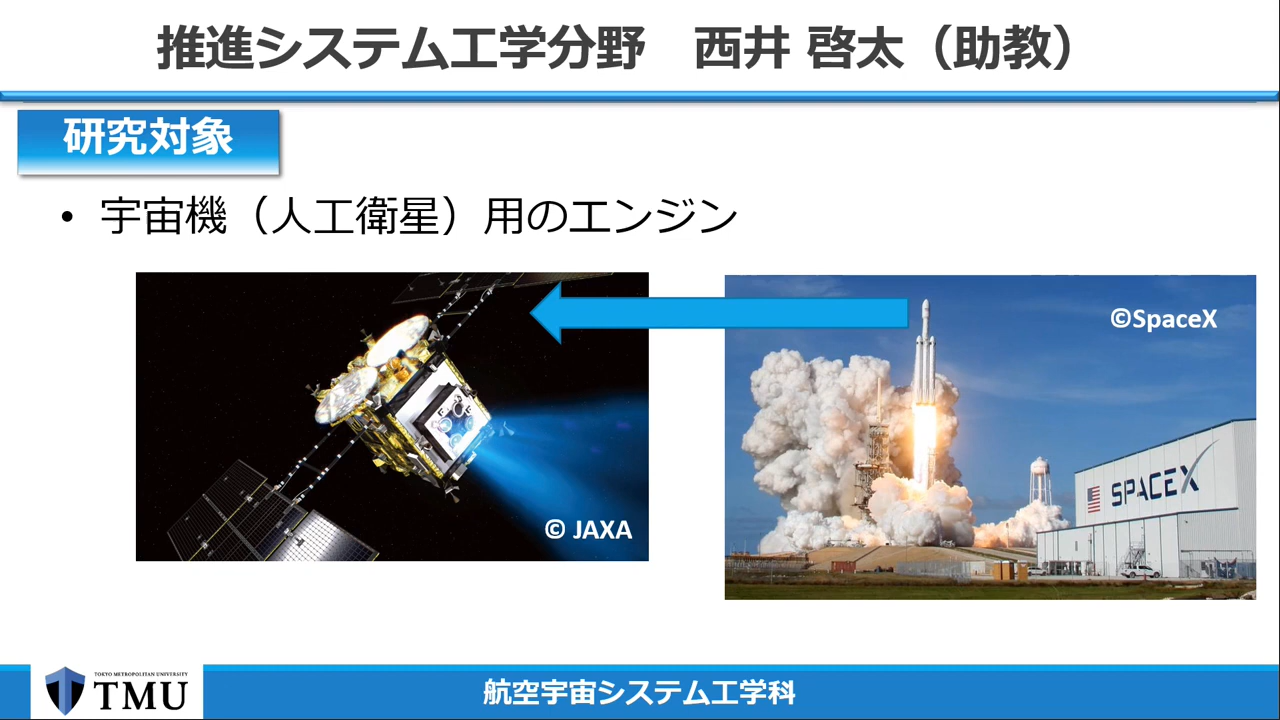 推進システム工学分野　西井 啓太（助教）
研究対象
• 宇宙機（人工衛星）用のエンジン
©SpaceX
SPACEX
© JAXA
TOKYO METROPOLITAN UNIVERSITY
TMU
航空宇宙システム工学科